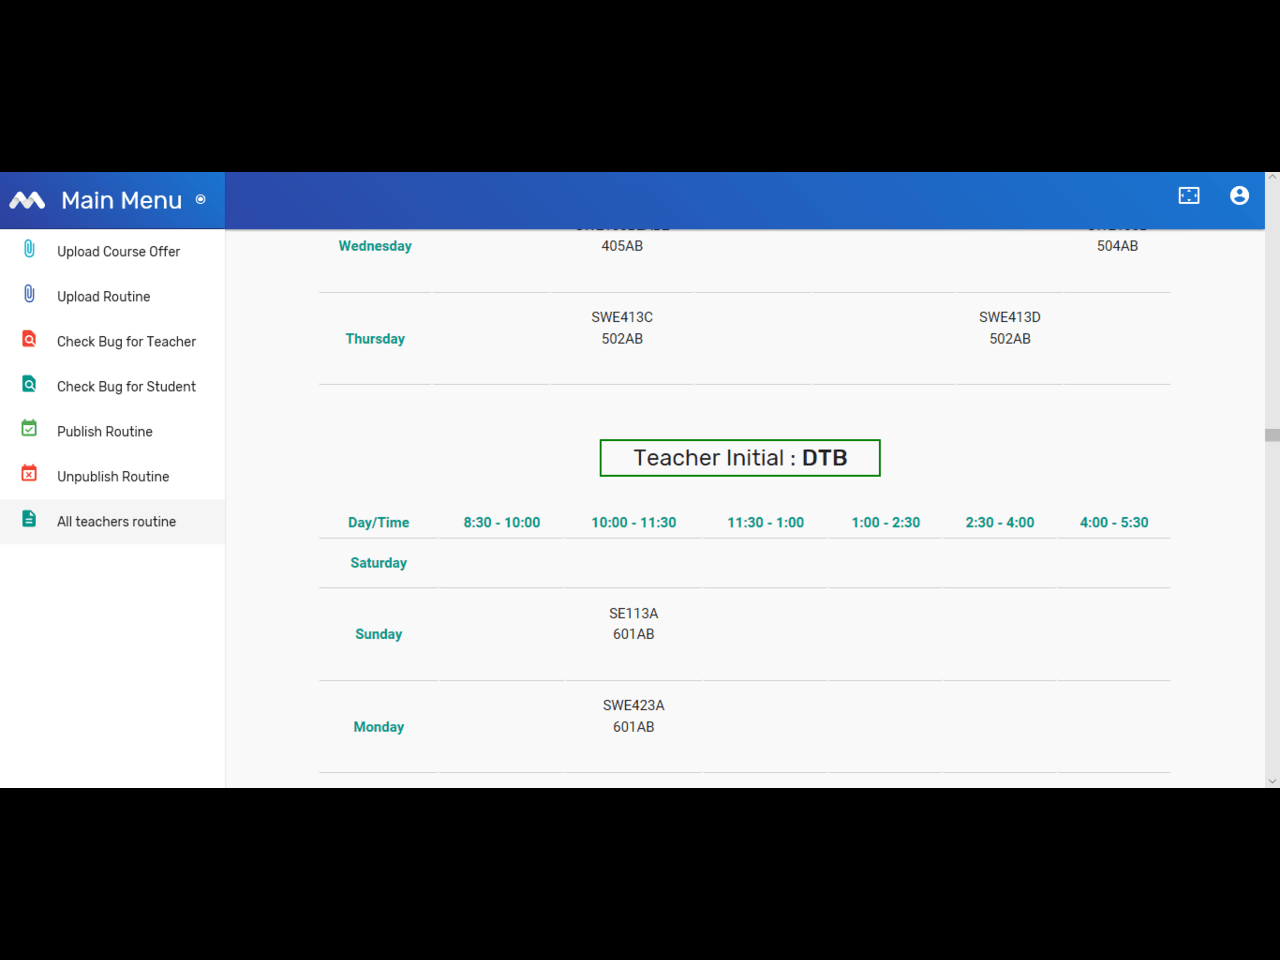 Main Menu
Upload Course Offer
Upload Routine
Check Bug for Teacher
Check Bug for Student
Publish Routine
Unpublish Routine
All teachers routine
Wednesday 405AB 504AB
SWE413C SWE413D
Thursday 502AB 502AB
Teacher Initial : DTB
Day/Time 8:30 - 10:00 10:00 - 11:30 11:30 - 1:00 1:00 - 2:30 2:30 - 4:00 4:00 - 5:30
Saturday
SE113A
Sunday 601AB
SWE423A
Monday 601AB